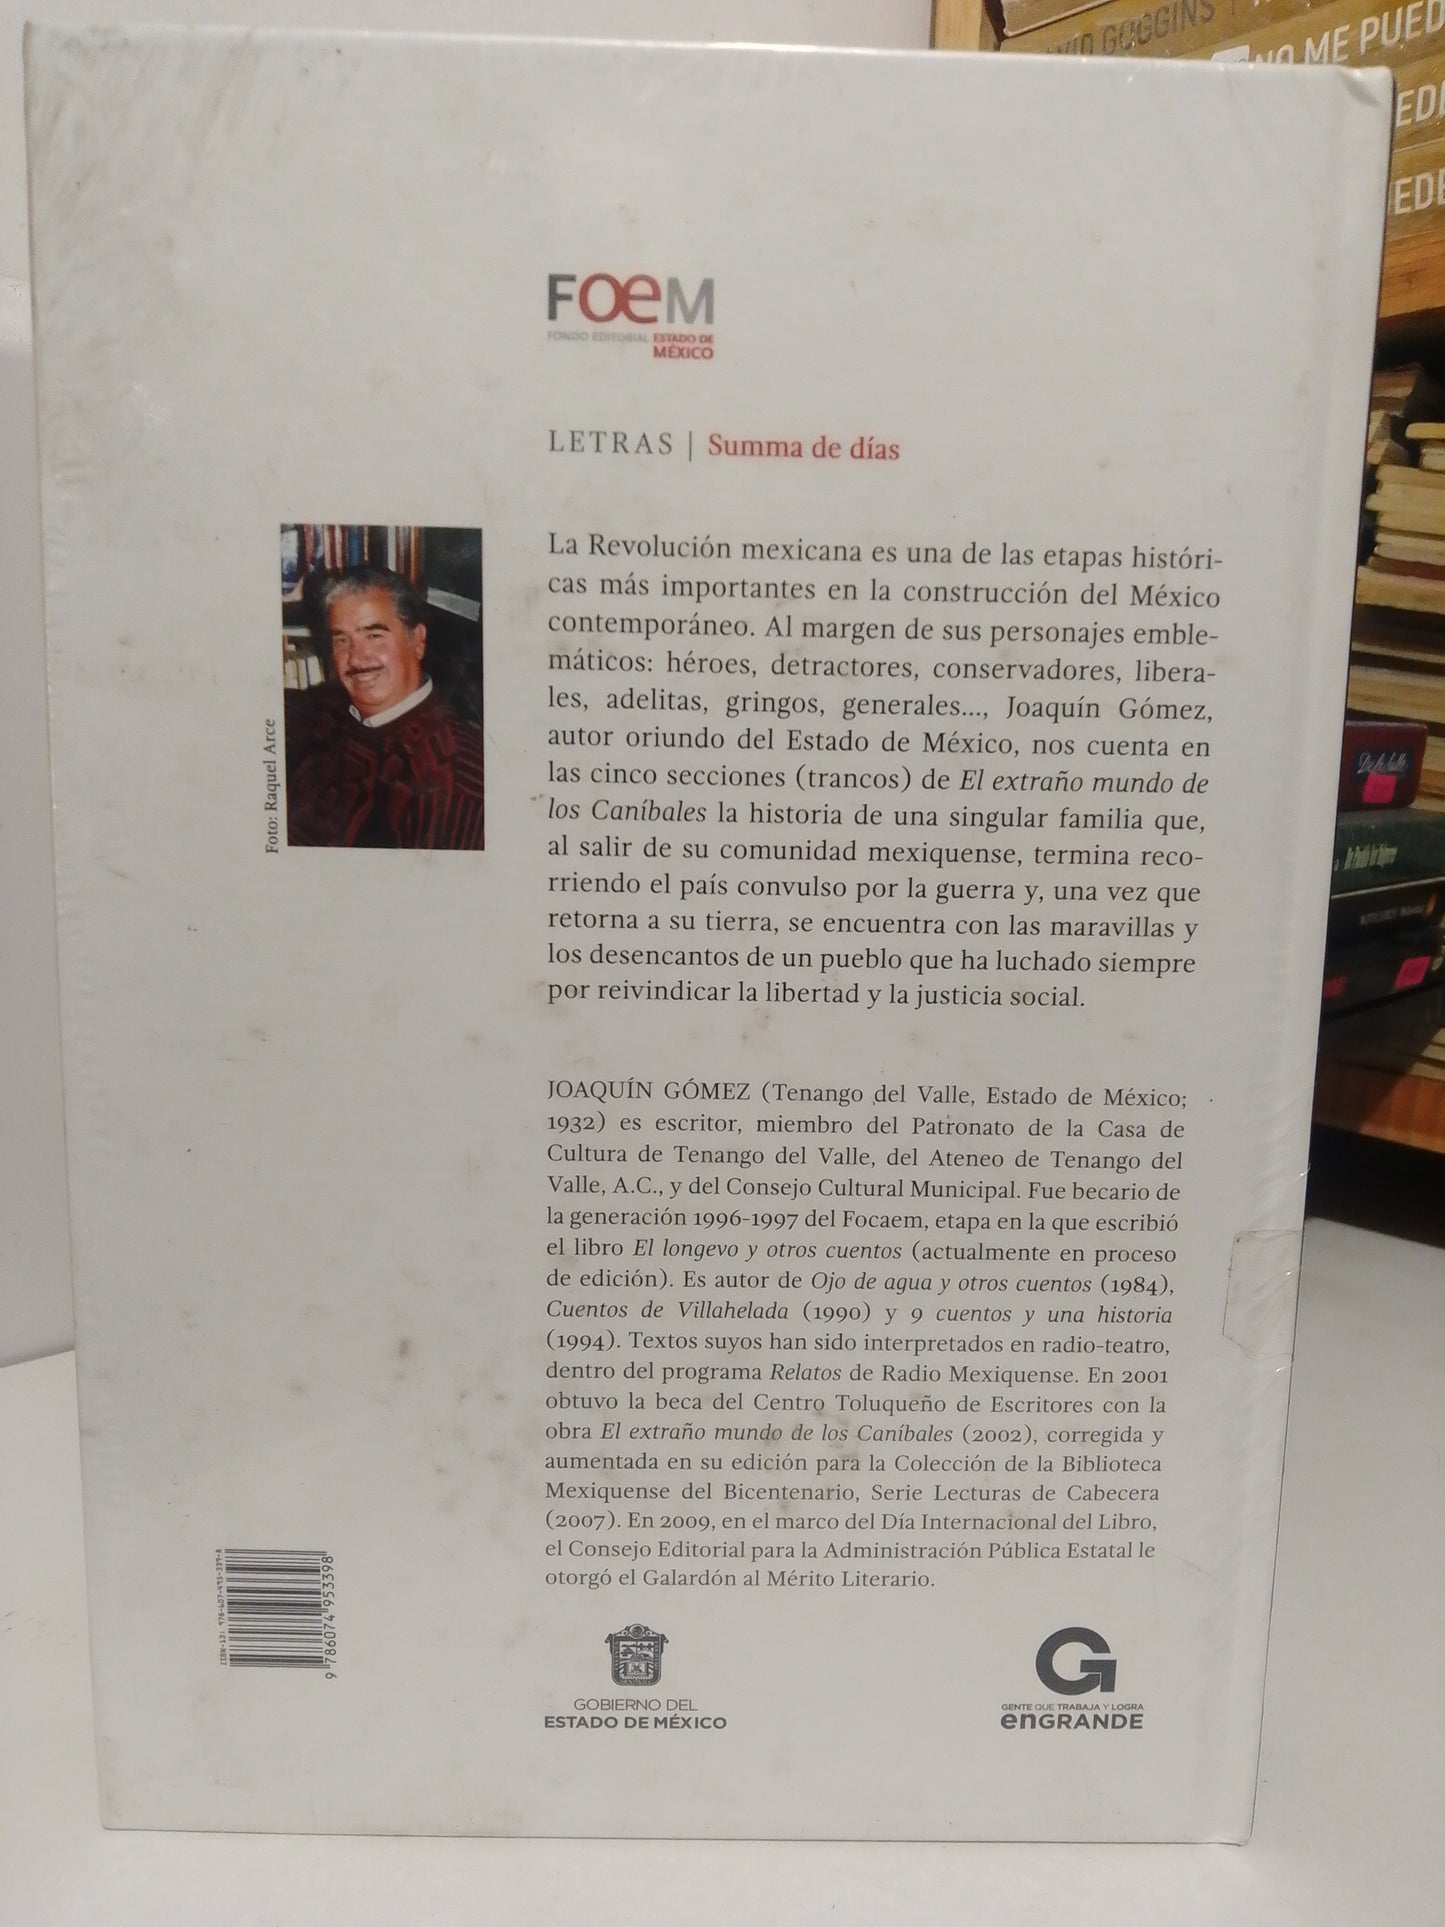 DAVID GOGGINS
NO ME PUED
EDE
EDE
FOEM
FONDO EDITORIAL ESTADO DE
MÉXICO
LETRAS | Summa de días
La Revolución mexicana es una de las etapas históri-
cas más importantes en la construcción del México
contemporáneo. Al margen de sus personajes emble-
máticos: héroes, detractores, conservadores, libera-
les, adelitas, gringos, generales..., Joaquín Gómez,
autor oriundo del Estado de México, nos cuenta en
las cinco secciones (trancos) de El extraño mundo de
los Caníbales la historia de una singular familia que,
al salir de su comunidad mexiquense, termina reco-
rriendo el país convulso por la guerra y, una vez que
retorna a su tierra, se encuentra con las maravillas y
los desencantos de un pueblo que ha luchado siempre
por reivindicar la libertad y la justicia social.
Foto: Raquel Arce
JOAQUÍN GÓMEZ (Tenango del Valle, Estado de México;
1932) es escritor, miembro del Patronato de la Casa de
Cultura de Tenango del Valle, del Ateneo de Tenango del
Valle, A.C., y del Consejo Cultural Municipal. Fue becario de
la generación 1996-1997 del Focaem, etapa en la que escribió
el libro El longevo y otros cuentos (actualmente en proceso
de edición). Es autor de Ojo de agua y otros cuentos (1984),
Cuentos de Villahelada (1990) y 9 cuentos y una historia
(1994). Textos suyos han sido interpretados en radio-teatro,
dentro del programa Relatos de Radio Mexiquense. En 2001
obtuvo la beca del Centro Toluqueño de Escritores con la
obra El extraño mundo de los Caníbales (2002), corregida y
aumentada en su edición para la Colección de la Biblioteca
Mexiquense del Bicentenario, Serie Lecturas de Cabecera
(2007). En 2009, en el marco del Día Internacional del Libro,
el Consejo Editorial para la Administración Pública Estatal le
otorgó el Galardón al Mérito Literario.
ISBN-13: 978-607-495-339-8
9 786074 953398
GOBIERNO DEL
ESTADO DE MÉXICO
G
GENTE QUE TRABAJA Y LOGRA
enGRANDE